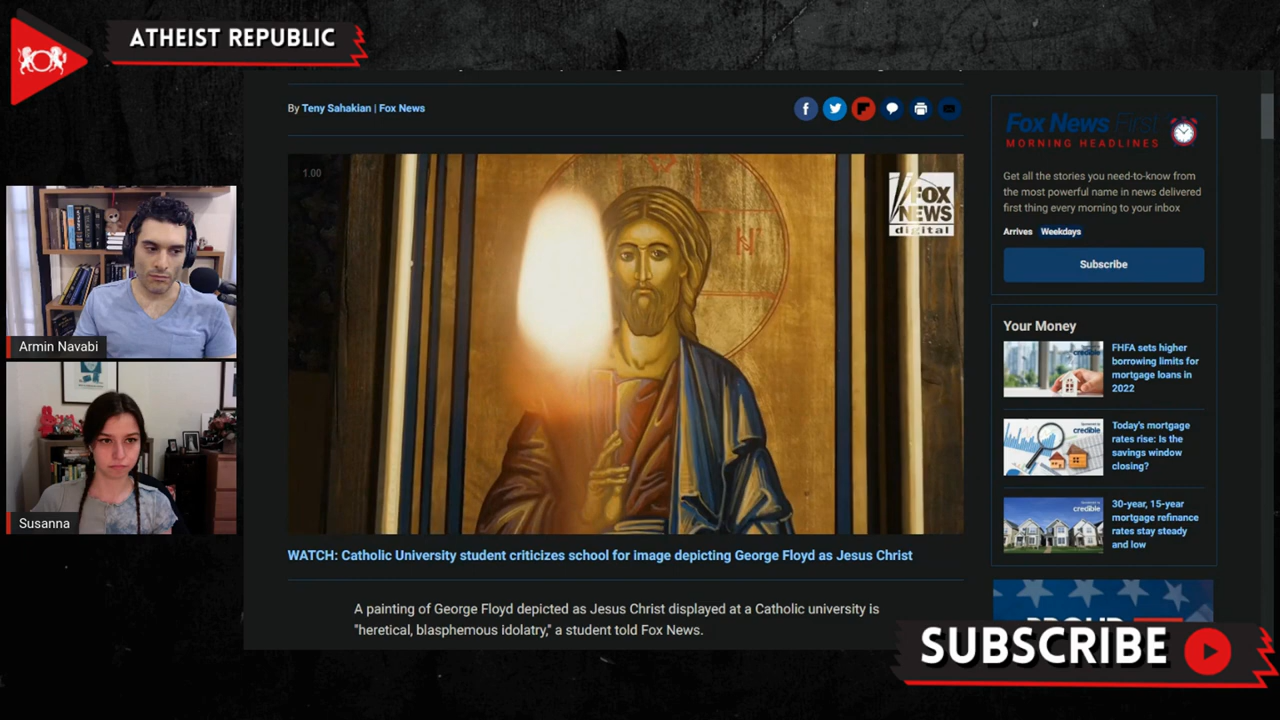 ATHEIST REPUBLIC
By Teny Sahakian | Fox News
1.00
FOX
NEWS
digital
Fox News First
MORNING HEADLINES
Get all the stories you need-to-know from
the most powerful name in news delivered
first thing every morning to your inbox
Arrives Weekdays
Subscribe
Armin Navabi
Susanna
Your Money
FHFA sets higher
borrowing limits for
mortgage loans in
2022
credible
Today's mortgage
rates rise: Is the
savings window
closing?
credible
30-year, 15-year
mortgage refinance
rates stay steady
and low
WATCH: Catholic University student criticizes school for image depicting George Floyd as Jesus Christ
A painting of George Floyd depicted as Jesus Christ displayed at a Catholic university is
"heretical, blasphemous idolatry," a student told Fox News.
SUBSCRIBE